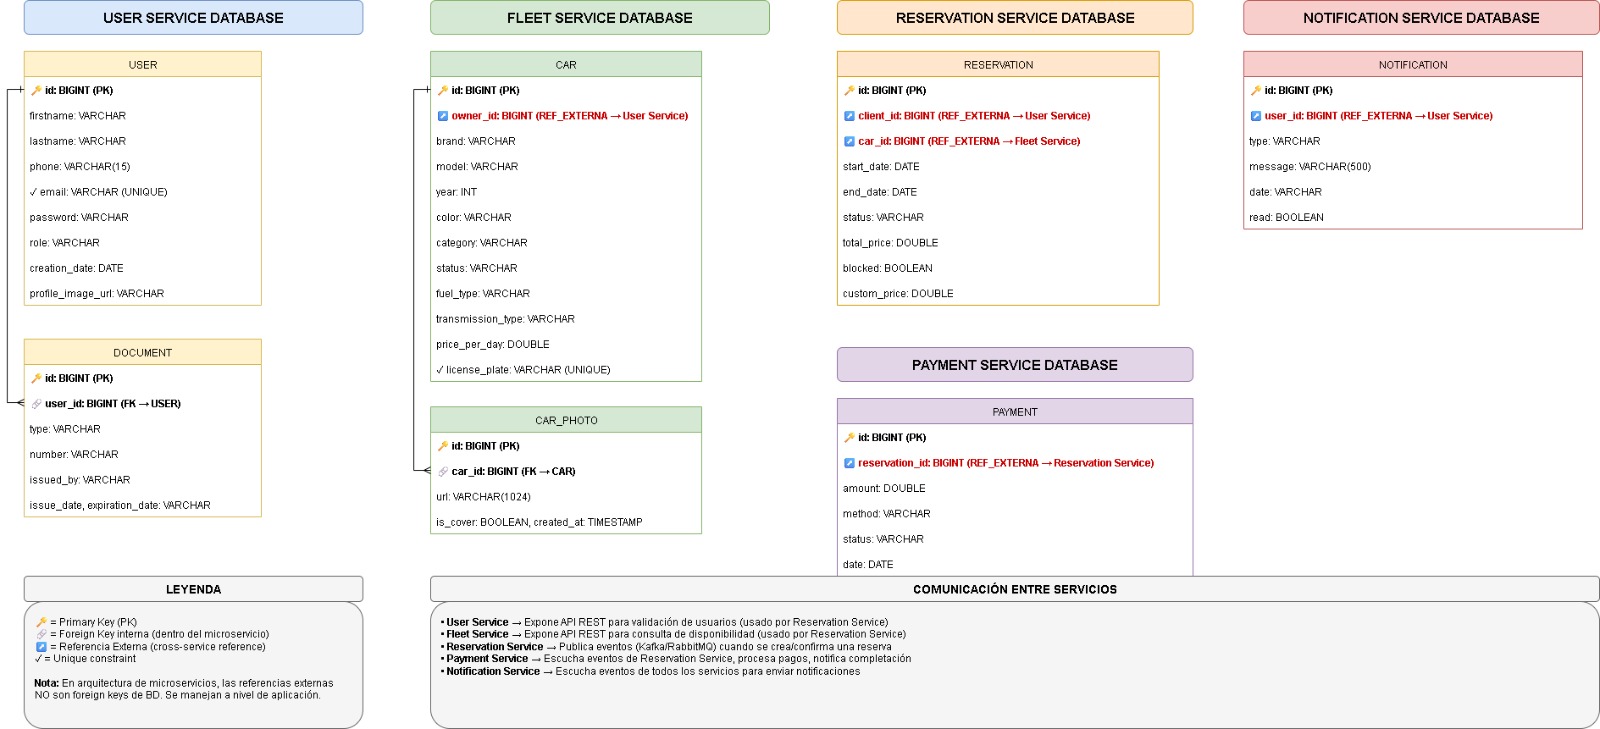 USER SERVICE DATABASE
USER
id: BIGINT (PK)
firstname: VARCHAR
lastname: VARCHAR
phone: VARCHAR(15)
✓ email: VARCHAR (UNIQUE)
password: VARCHAR
role: VARCHAR
creation_date: DATE
profile_image_url: VARCHAR
DOCUMENT
id: BIGINT (PK)
user_id: BIGINT (FK → USER)
type: VARCHAR
number: VARCHAR
issued_by: VARCHAR
issue_date, expiration_date: VARCHAR
FLEET SERVICE DATABASE
CAR
id: BIGINT (PK)
owner_id: BIGINT (REF_EXTERNA → User Service)
brand: VARCHAR
model: VARCHAR
year: INT
color: VARCHAR
category: VARCHAR
status: VARCHAR
fuel_type: VARCHAR
transmission_type: VARCHAR
price_per_day: DOUBLE
✓ license_plate: VARCHAR (UNIQUE)
CAR_PHOTO
id: BIGINT (PK)
car_id: BIGINT (FK → CAR)
url: VARCHAR(1024)
is_cover: BOOLEAN, created_at: TIMESTAMP
RESERVATION SERVICE DATABASE
RESERVATION
id: BIGINT (PK)
client_id: BIGINT (REF_EXTERNA → User Service)
car_id: BIGINT (REF_EXTERNA → Fleet Service)
start_date: DATE
end_date: DATE
status: VARCHAR
total_price: DOUBLE
blocked: BOOLEAN
custom_price: DOUBLE
PAYMENT SERVICE DATABASE
PAYMENT
id: BIGINT (PK)
reservation_id: BIGINT (REF_EXTERNA → Reservation Service)
amount: DOUBLE
method: VARCHAR
status: VARCHAR
date: DATE
NOTIFICATION SERVICE DATABASE
NOTIFICATION
id: BIGINT (PK)
user_id: BIGINT (REF_EXTERNA → User Service)
type: VARCHAR
message: VARCHAR(500)
date: VARCHAR
read: BOOLEAN
LEYENDA
= Primary Key (PK)
= Foreign Key interna (dentro del microservicio)
= Referencia Externa (cross-service reference)
✓ = Unique constraint
Nota: En arquitectura de microservicios, las referencias externas
NO son foreign keys de BD. Se manejan a nivel de aplicación.
COMUNICACIÓN ENTRE SERVICIOS
• User Service → Expone API REST para validación de usuarios (usado por Reservation Service)
• Fleet Service → Expone API REST para consulta de disponibilidad (usado por Reservation Service)
• Reservation Service → Publica eventos (Kafka/RabbitMQ) cuando se crea/confirma una reserva
• Payment Service → Escucha eventos de Reservation Service, procesa pagos, notifica completación
• Notification Service → Escucha eventos de todos los servicios para enviar notificaciones